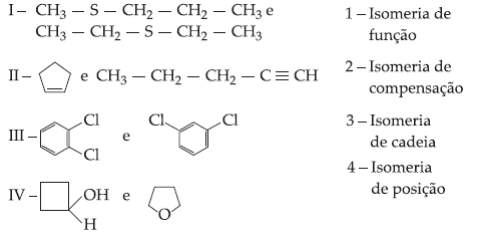 I – CH₃ — S — CH₂ — CH₂ — CH₃ e
CH₃ — CH₂ — S — CH₂ — CH₃
II – e CH₃ — CH₂ — CH₂ — C ≡ CH
III – Cl Cl e Cl Cl
IV – OH H e O
1 – Isomeria de
função
2 – Isomeria de
compensação
3 – Isomeria
de cadeia
4 – Isomeria
de posição